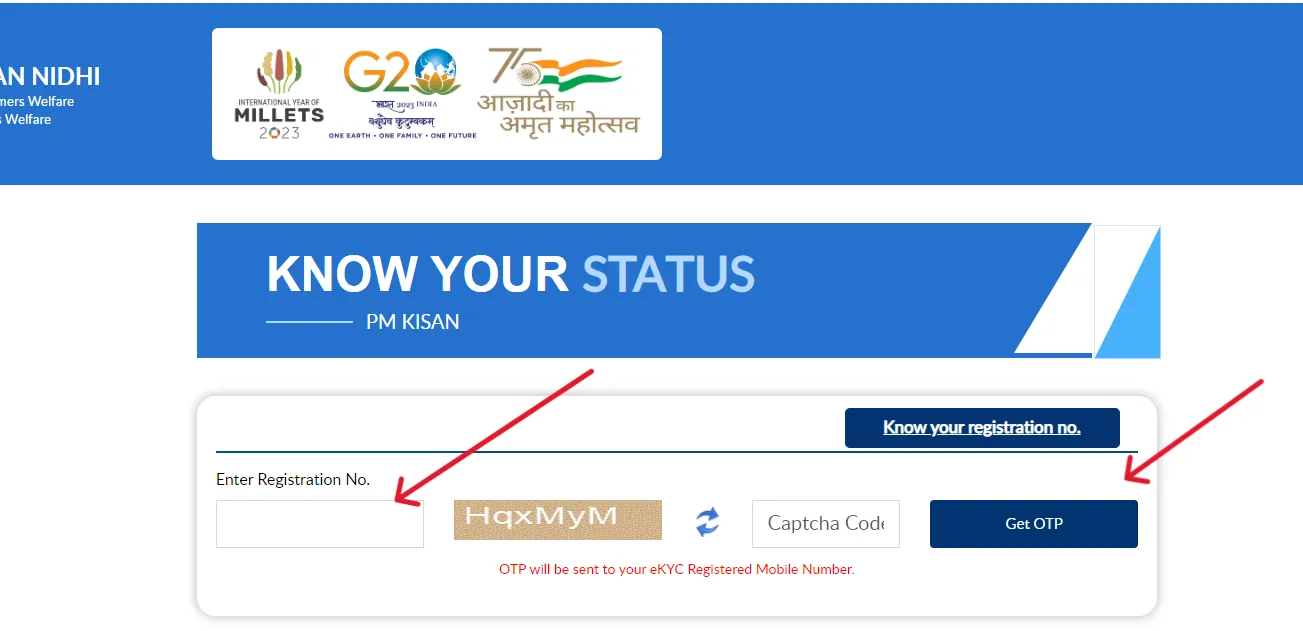 AN NIDHI
mers Welfare
s Welfare
INTERNATIONAL YEAR OF
MILLETS
2023
G20
भारत 2023 INDIA
वसुधैव कुटुम्बकम्
ONE EARTH • ONE FAMILY • ONE FUTURE
75
आज़ादी का
अमृत महोत्सव
KNOW YOUR STATUS
PM KISAN
Know your registration no.
Enter Registration No.
HqxMyM
Captcha Code
Get OTP
OTP will be sent to your eKYC Registered Mobile Number.